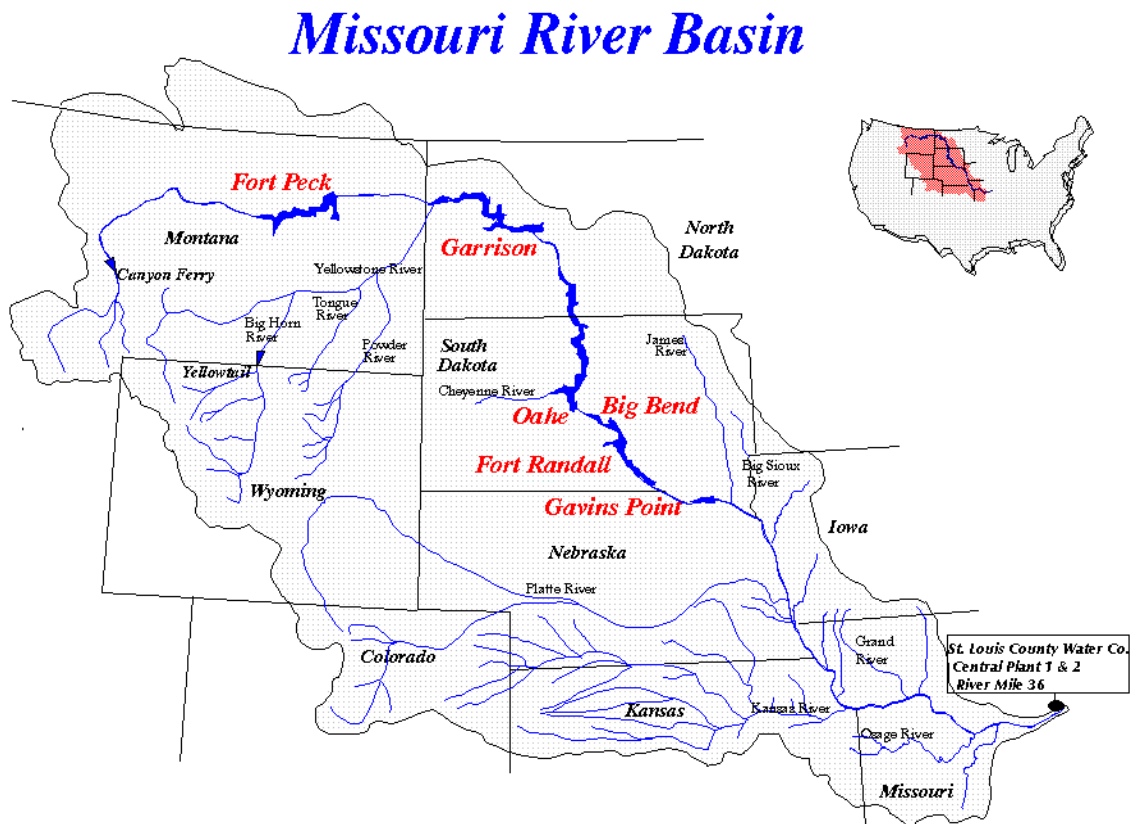 Missouri River Basin
Fort Peck
Montana
Garrison
North
Dakota
Canyon Ferry
Yellowstone River
Tongue
River
Big Horn
River
Powder
River
Yellowtail
South
Dakota
James
River
Cheyenne River
Oahe
Big Bend
Fort Randall
Big Sioux
River
Wyoming
Gavins Point
Iowa
Nebraska
Platte River
Colorado
Grand
River
St. Louis County Water Co.
Central Plant 1 & 2
River Mile 36
Kansas
Kansas River
Osage River
Missouri